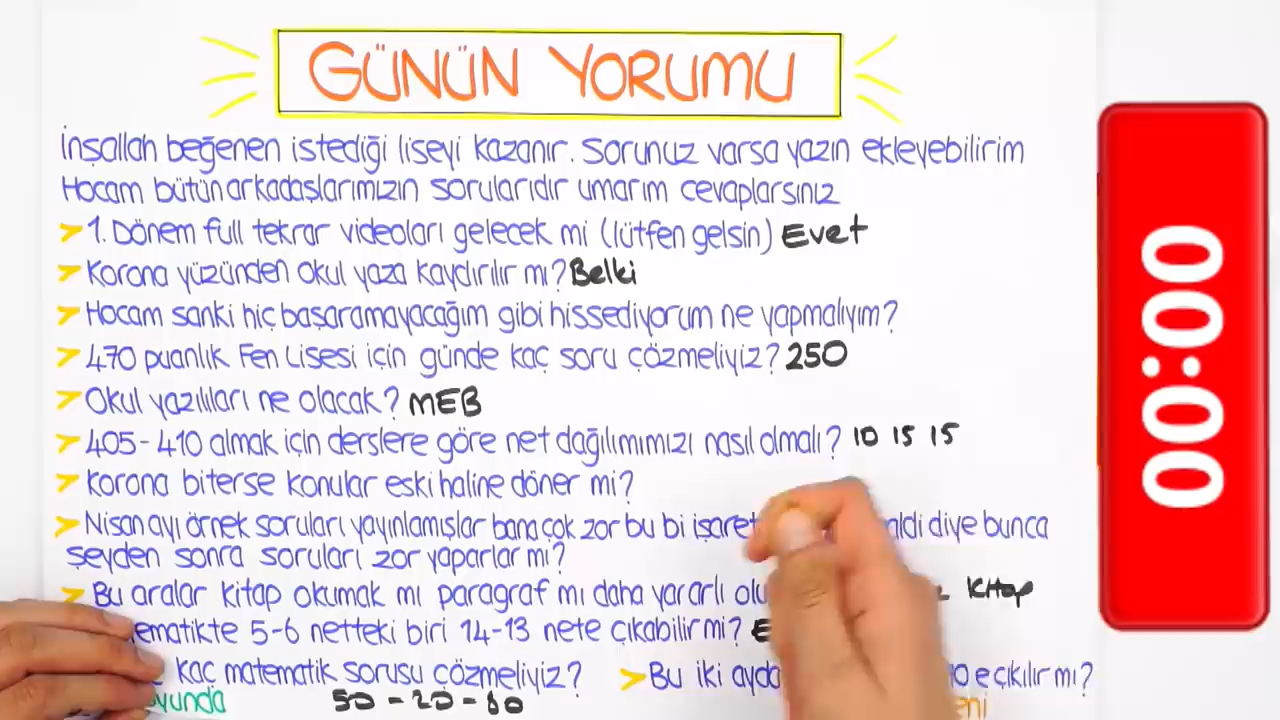 GÜNÜN YORUMU
İnşallah beğenen istediği liseyi kazanır. Sorunuz varsa yazın ekleyebilirim
Hocam bütün arkadaşlarımızın sorularıdır umarım cevaplarsınız
➤ 1. Dönem full tekrar videoları gelecek mi (lütfen gelsin) Evet
➤ Korona yüzünden okul yaza kaydırılır mı? Belki
➤ Hocam sanki hiç başaramayacağım gibi hissediyorum ne yapmalıyım?
➤ 470 puanlık Fen Lisesi için günde kaç soru çözmeliyiz? 250
➤ Okul yazılıları ne olacak? MEB
➤ 405-410 almak için derslere göre net dağılımımızı nasıl olmalı? 10 15 15
➤ Korona biterse konular eski haline döner mi?
➤ Nisan ayı örnek soruları yayınlamışlar bana çok zor bu bi işaret diye bunca
şeyden sonra soruları zor yaparlar mı?
➤ Bu aralar kitap okumak mı paragraf mı daha yararlı Kitap
5-6 netteki biri 14-13 nete çıkabilir mi?
kaç matematik sorusu çözmeliyiz? ➤ Bu iki ayda çıkılır mı?
50 - 20 - 80
00:00